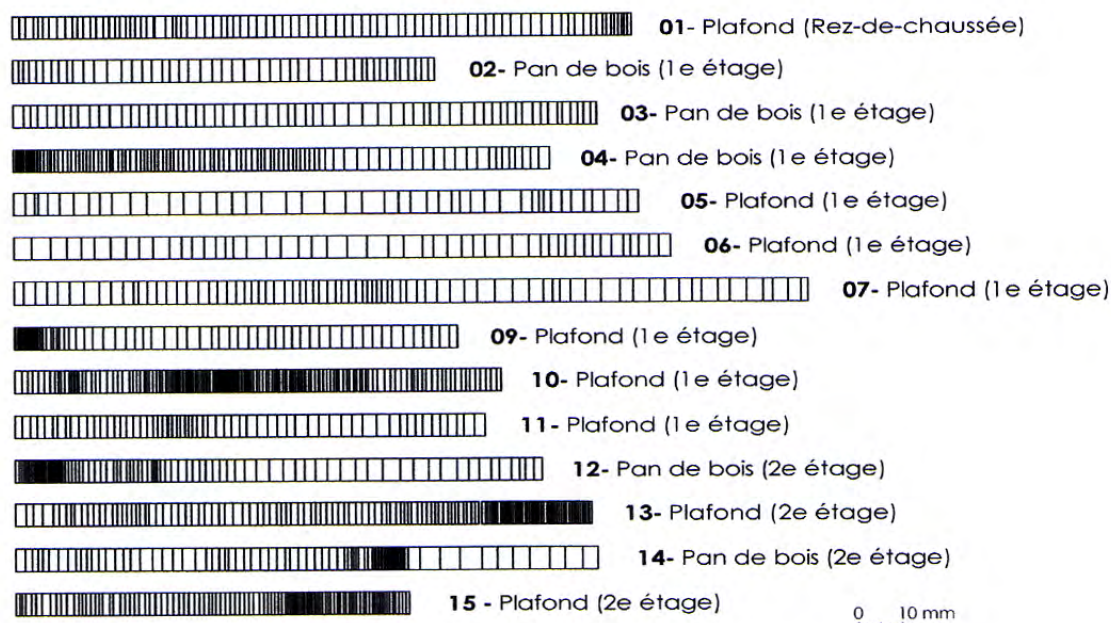 01- Plafond (Rez-de-chaussée)
02- Pan de bois (1e étage)
03- Pan de bois (1e étage)
04- Pan de bois (1e étage)
05- Plafond (1e étage)
06- Plafond (1e étage)
07- Plafond (1e étage)
09- Plafond (1e étage)
10- Plafond (1e étage)
11- Plafond (1e étage)
12- Pan de bois (2e étage)
13- Plafond (2e étage)
14- Pan de bois (2e étage)
15 - Plafond (2e étage)
0 10 mm